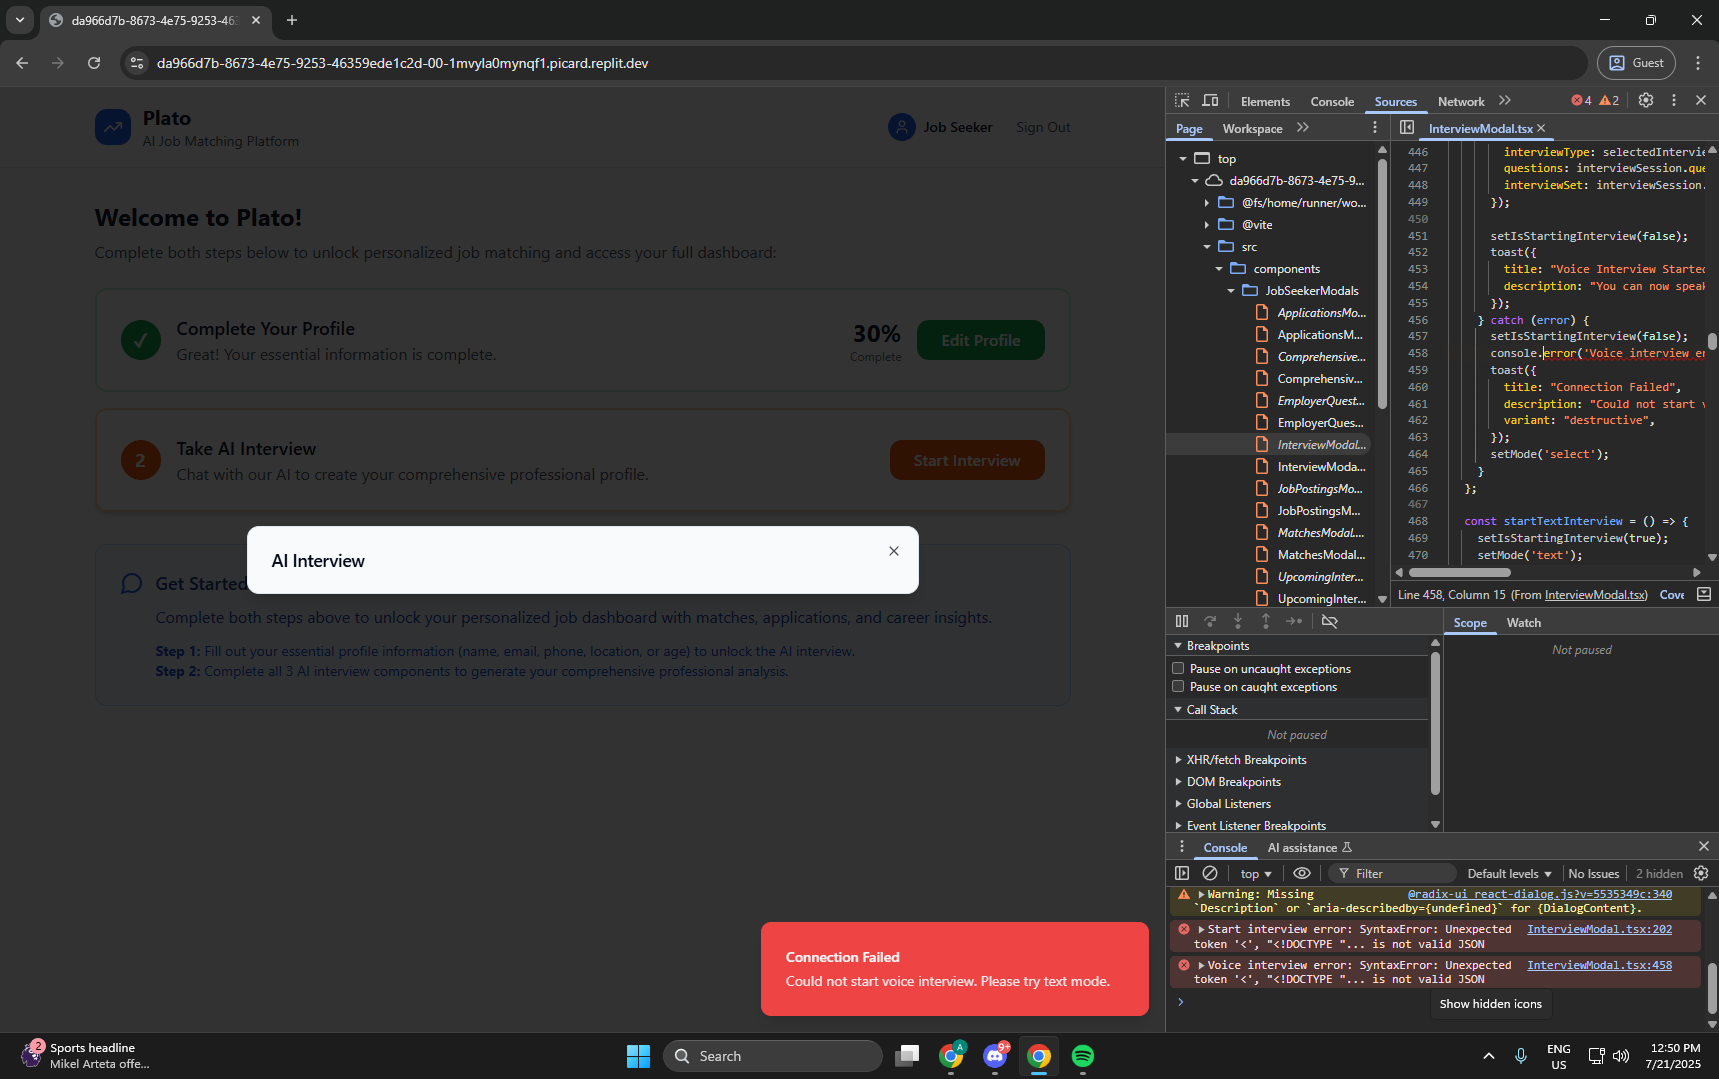 da966d7b-8673-4e75-9253-463
da966d7b-8673-4e75-9253-46359ede1c2d-00-1mvyla0mynqf1.picard.replit.dev
Guest
Plato
AI Job Matching Platform
Job Seeker
Sign Out
Welcome to Plato!
Complete both steps below to unlock personalized job matching and access your full dashboard:
✓
Complete Your Profile
Great! Your essential information is complete.
30%
Complete
Edit Profile
2
Take AI Interview
Chat with our AI to create your comprehensive professional profile.
Start Interview
AI Interview
Get Started
Complete both steps above to unlock your personalized job dashboard with matches, applications, and career insights.
Step 1: Fill out your essential profile information (name, email, phone, location, or age) to unlock the AI interview.
Step 2: Complete all 3 AI interview components to generate your comprehensive professional analysis.
Connection Failed
Could not start voice interview. Please try text mode.
Elements
Console
Sources
Network
4
2
Page
Workspace
InterviewModal.tsx
top
da966d7b-8673-4e75-9...
@fs/home/runner/wo...
@vite
src
components
JobSeekerModals
ApplicationsMo...
ApplicationsM...
Comprehensive...
Comprehensiv...
EmployerQuest...
EmployerQues...
InterviewModal...
InterviewModa...
JobPostingsMo...
JobPostingsM...
MatchesModal....
MatchesModal...
UpcomingInter...
UpcomingInter...
446 interviewType: selectedIntervie
447 questions: interviewSession.que
448 interviewSet: interviewSession.
449 });
450
451 setIsStartingInterview(false);
452 toast({
453 title: "Voice Interview Started
454 description: "You can now speak
455 });
456 } catch (error) {
457 setIsStartingInterview(false);
458 console.error('Voice interview er
459 toast({
460 title: "Connection Failed",
461 description: "Could not start v
462 variant: "destructive",
463 });
464 setMode('select');
465 }
466 };
467
468 const startTextInterview = () => {
469 setIsStartingInterview(true);
470 setMode('text');
Line 458, Column 15 (From InterviewModal.tsx) Cove
Scope
Watch
Not paused
Breakpoints
Pause on uncaught exceptions
Pause on caught exceptions
Call Stack
Not paused
XHR/fetch Breakpoints
DOM Breakpoints
Global Listeners
Event Listener Breakpoints
Console
AI assistance
top
Filter
Default levels
No Issues
2 hidden
Warning: Missing @radix-ui_react-dialog.js?v=5535349c:340
`Description` or `aria-describedby={undefined}` for {DialogContent}.
Start interview error: SyntaxError: Unexpected InterviewModal.tsx:202
token '<', "<!DOCTYPE "... is not valid JSON
Voice interview error: SyntaxError: Unexpected InterviewModal.tsx:458
token '<', "<!DOCTYPE "... is not valid JSON
Show hidden icons
2
Sports headline
Mikel Arteta offe...
Search
A
9+
ENG
US
12:50 PM
7/21/2025